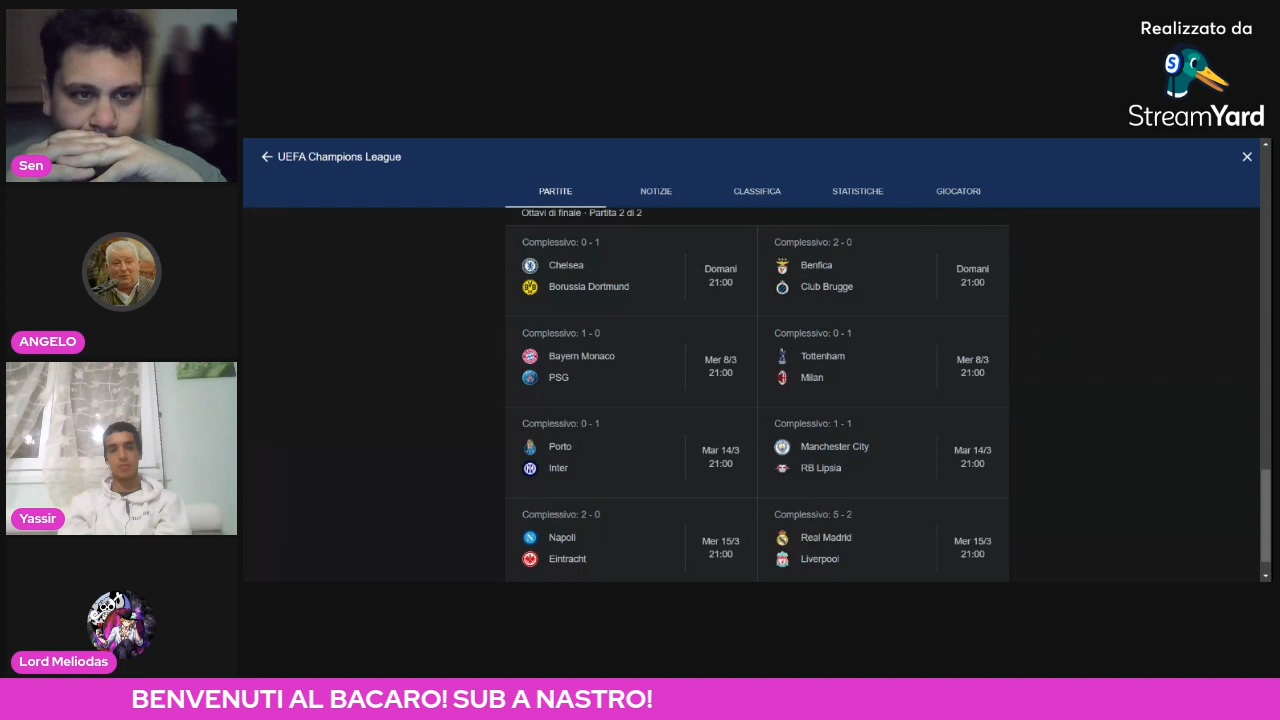 Realizzato da
StreamYard
Sen
ANGELO
Yassir
Lord Meliodas
UEFA Champions League
PARTITE
NOTIZIE
CLASSIFICA
STATISTICHE
GIOCATORI
Ottavi di finale · Partita 2 di 2
Complessivo: 0 - 1
Chelsea
Borussia Dortmund
Domani
21:00
Complessivo: 2 - 0
Benfica
Club Brugge
Domani
21:00
Complessivo: 1 - 0
Bayern Monaco
PSG
Mer 8/3
21:00
Complessivo: 0 - 1
Tottenham
Milan
Mer 8/3
21:00
Complessivo: 0 - 1
Porto
Inter
Mar 14/3
21:00
Complessivo: 1 - 1
Manchester City
RB Lipsia
Mar 14/3
21:00
Complessivo: 2 - 0
Napoli
Eintracht
Mer 15/3
21:00
Complessivo: 5 - 2
Real Madrid
Liverpool
Mer 15/3
21:00
BENVENUTI AL BACARO! SUB A NASTRO!